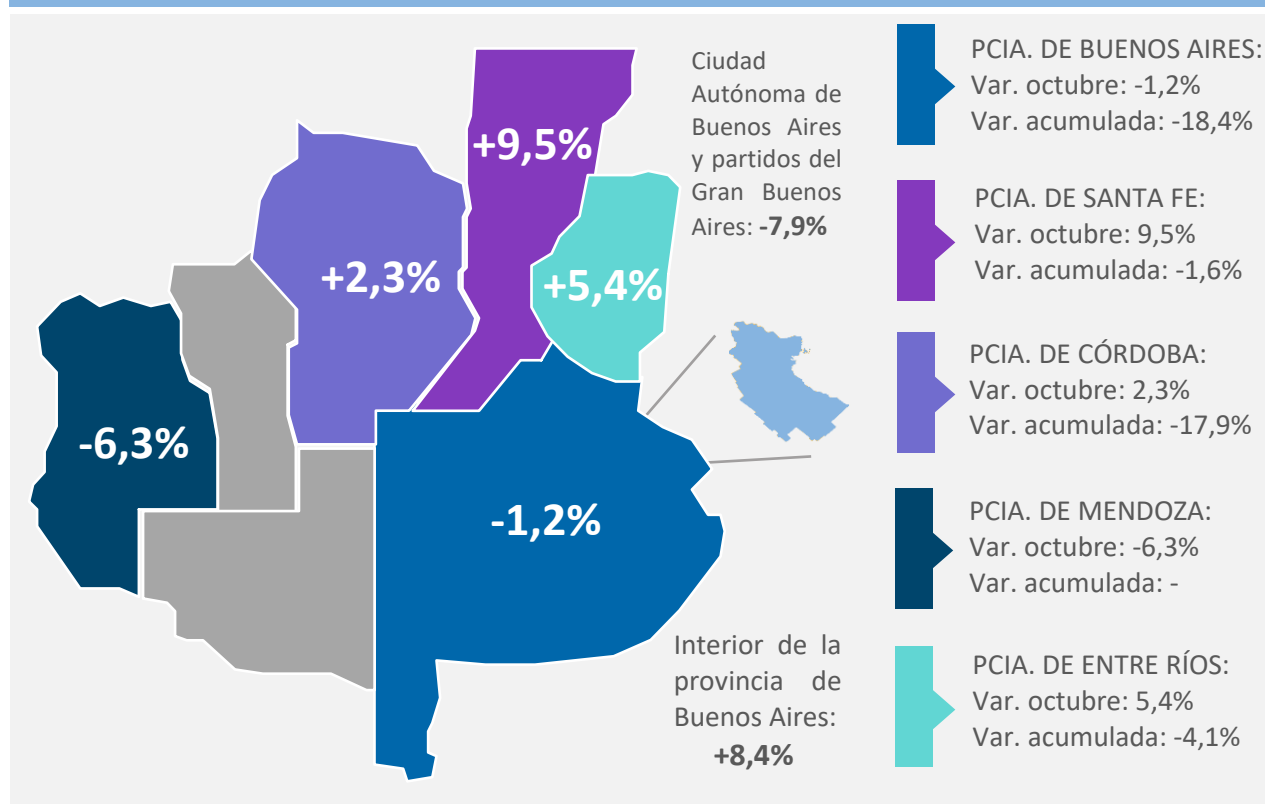 Ciudad
Autónoma de
Buenos Aires
y partidos del
Gran Buenos
Aires: -7,9%
+9,5%
+2,3%
+5,4%
-6,3%
-1,2%
Interior de la
provincia de
Buenos Aires:
+8,4%
PCIA. DE BUENOS AIRES:
Var. octubre: -1,2%
Var. acumulada: -18,4%
PCIA. DE SANTA FE:
Var. octubre: 9,5%
Var. acumulada: -1,6%
PCIA. DE CÓRDOBA:
Var. octubre: 2,3%
Var. acumulada: -17,9%
PCIA. DE MENDOZA:
Var. octubre: -6,3%
Var. acumulada: -
PCIA. DE ENTRE RÍOS:
Var. octubre: 5,4%
Var. acumulada: -4,1%